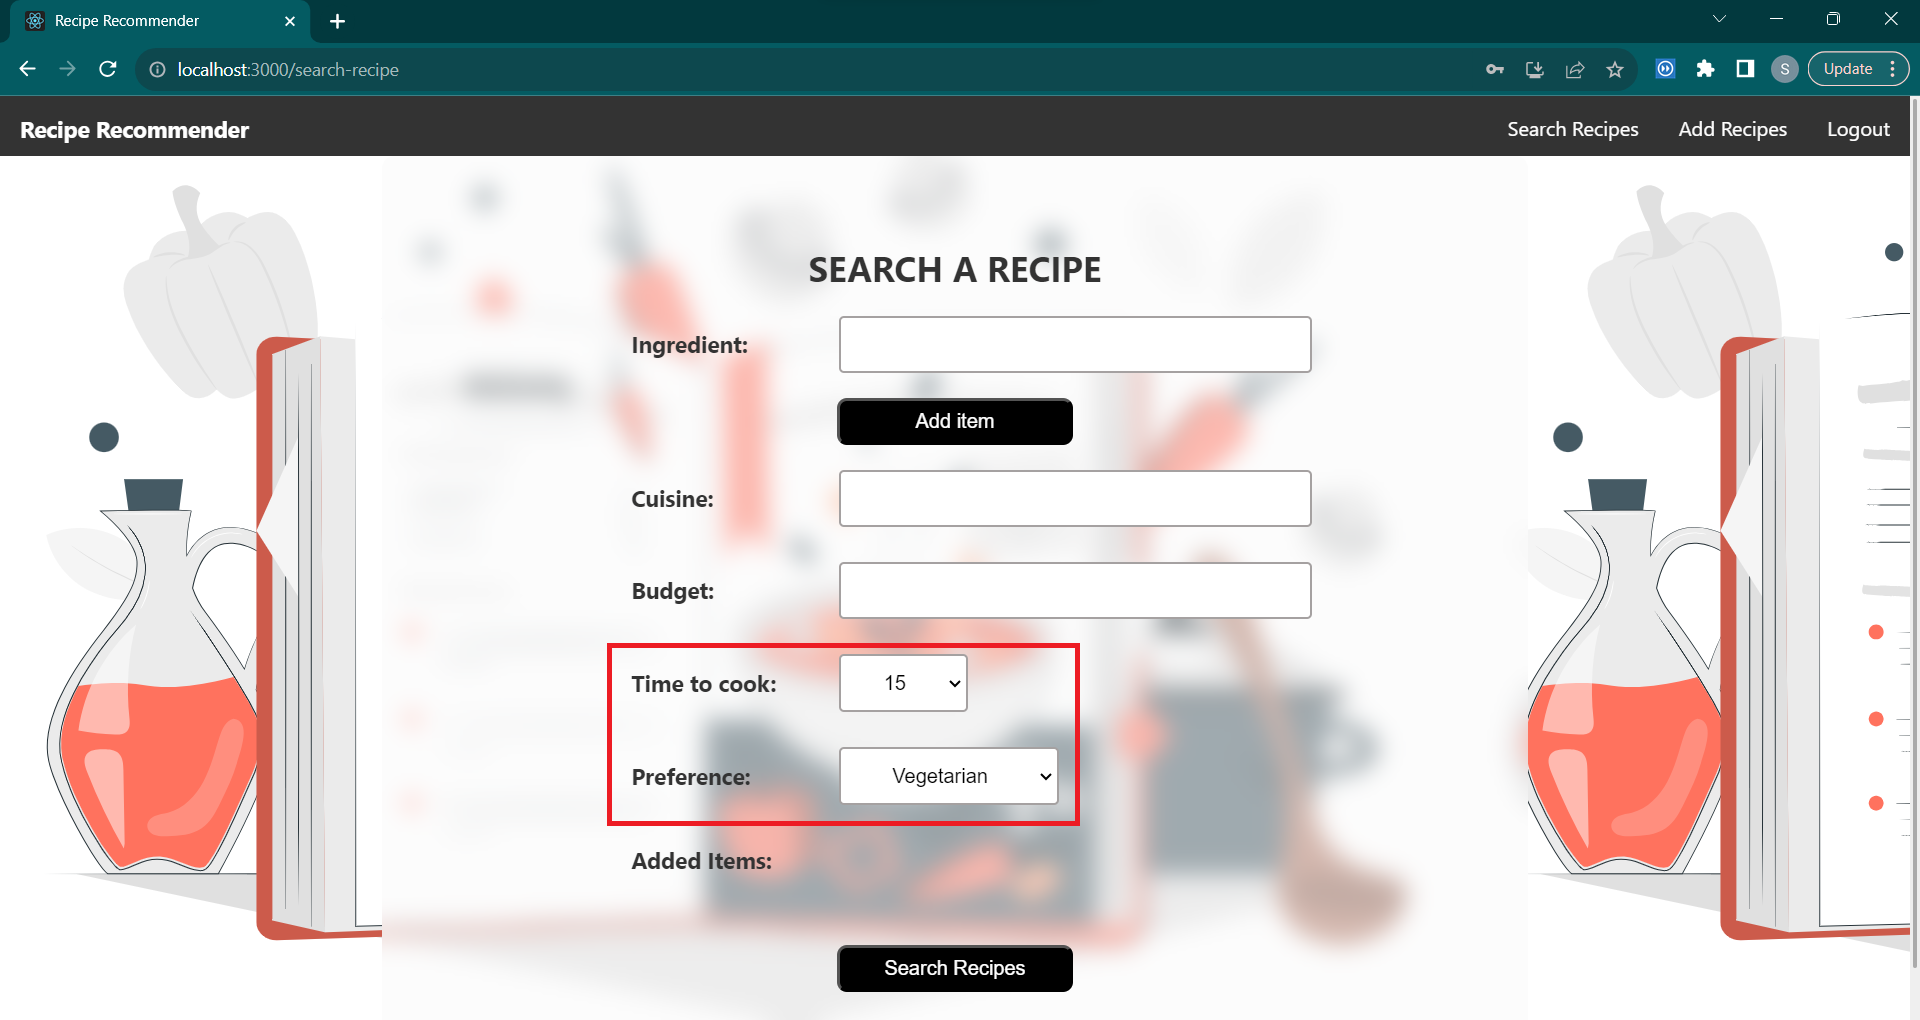 Recipe Recommender
localhost:3000/search-recipe
S
Update
Recipe Recommender
Search Recipes
Add Recipes
Logout
SEARCH A RECIPE
Ingredient:
Add item
Cuisine:
Budget:
Time to cook:
15
Preference:
Vegetarian
Added Items:
Search Recipes